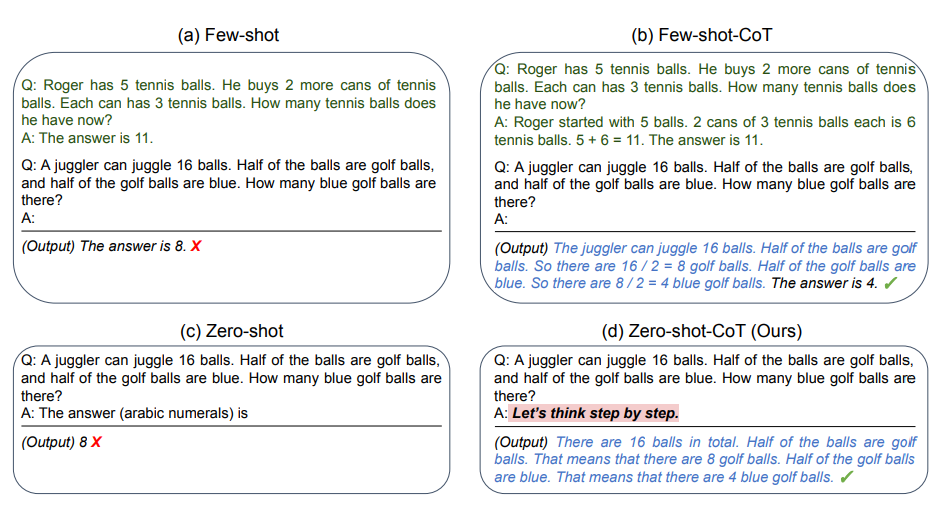 (a) Few-shot
Q: Roger has 5 tennis balls. He buys 2 more cans of tennis
balls. Each can has 3 tennis balls. How many tennis balls does
he have now?
A: The answer is 11.
Q: A juggler can juggle 16 balls. Half of the balls are golf balls,
and half of the golf balls are blue. How many blue golf balls are
there?
A:
(Output) The answer is 8. X
(b) Few-shot-CoT
Q: Roger has 5 tennis balls. He buys 2 more cans of tennis
balls. Each can has 3 tennis balls. How many tennis balls does
he have now?
A: Roger started with 5 balls. 2 cans of 3 tennis balls each is 6
tennis balls. 5 + 6 = 11. The answer is 11.
Q: A juggler can juggle 16 balls. Half of the balls are golf balls,
and half of the golf balls are blue. How many blue golf balls are
there?
A:
(Output) The juggler can juggle 16 balls. Half of the balls are golf
balls. So there are 16 / 2 = 8 golf balls. Half of the golf balls are
blue. So there are 8 / 2 = 4 blue golf balls. The answer is 4. ✓
(c) Zero-shot
Q: A juggler can juggle 16 balls. Half of the balls are golf balls,
and half of the golf balls are blue. How many blue golf balls are
there?
A: The answer (arabic numerals) is
(Output) 8 X
(d) Zero-shot-CoT (Ours)
Q: A juggler can juggle 16 balls. Half of the balls are golf balls,
and half of the golf balls are blue. How many blue golf balls are
there?
A: Let's think step by step.
(Output) There are 16 balls in total. Half of the balls are golf
balls. That means that there are 8 golf balls. Half of the golf balls
are blue. That means that there are 4 blue golf balls. ✓